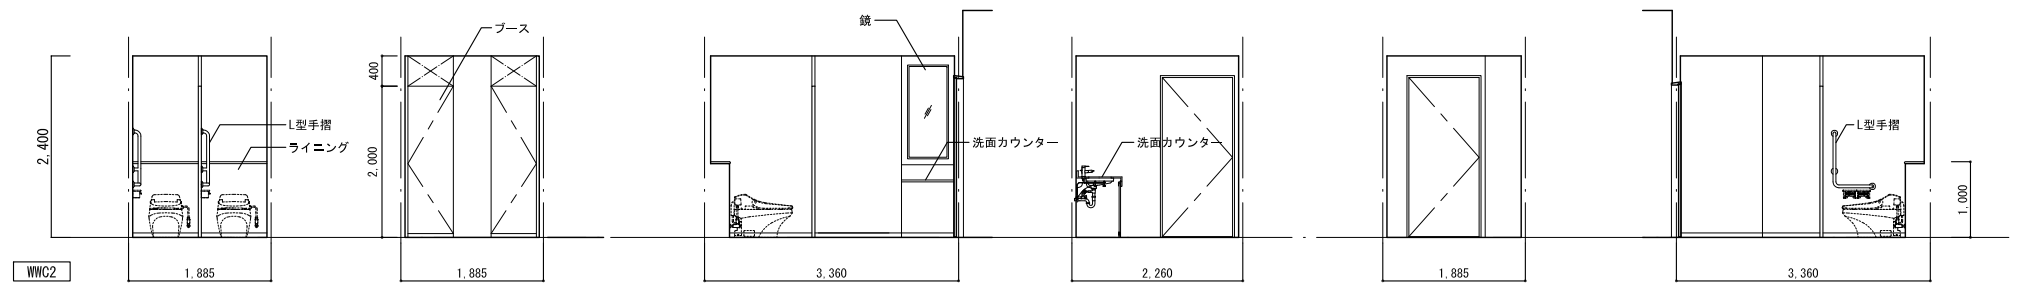 鏡
ブース
400
2,400
L型手摺
ライニング
2,000
洗面カウンター
洗面カウンター
L型手摺
1,000
WWC2
1,885
1,885
3,360
2,260
1,885
3,360